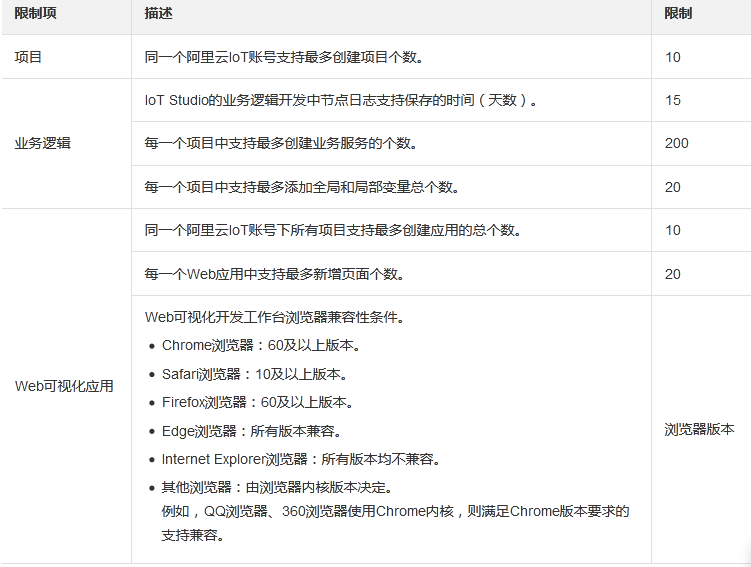 限制项 描述 限制
项目 同一个阿里云IoT账号支持最多创建项目个数。 10
IoT Studio的业务逻辑开发中节点日志支持保存的时间（天数）。 15
业务逻辑 每一个项目中支持最多创建业务服务的个数。 200
每一个项目中支持最多添加全局和局部变量总个数。 20
同一个阿里云IoT账号下所有项目支持最多创建应用的总个数。 10
每一个Web应用中支持最多新增页面个数。 20
Web可视化开发工作台浏览器兼容性条件。
• Chrome浏览器：60及以上版本。
• Safari浏览器：10及以上版本。
Web可视化应用
• Firefox浏览器：60及以上版本。
• Edge浏览器：所有版本兼容。
浏览器版本
• Internet Explorer浏览器：所有版本均不兼容。
• 其他浏览器：由浏览器内核版本决定。
例如，QQ浏览器、360浏览器使用Chrome内核，则满足Chrome版本要求的
支持兼容。